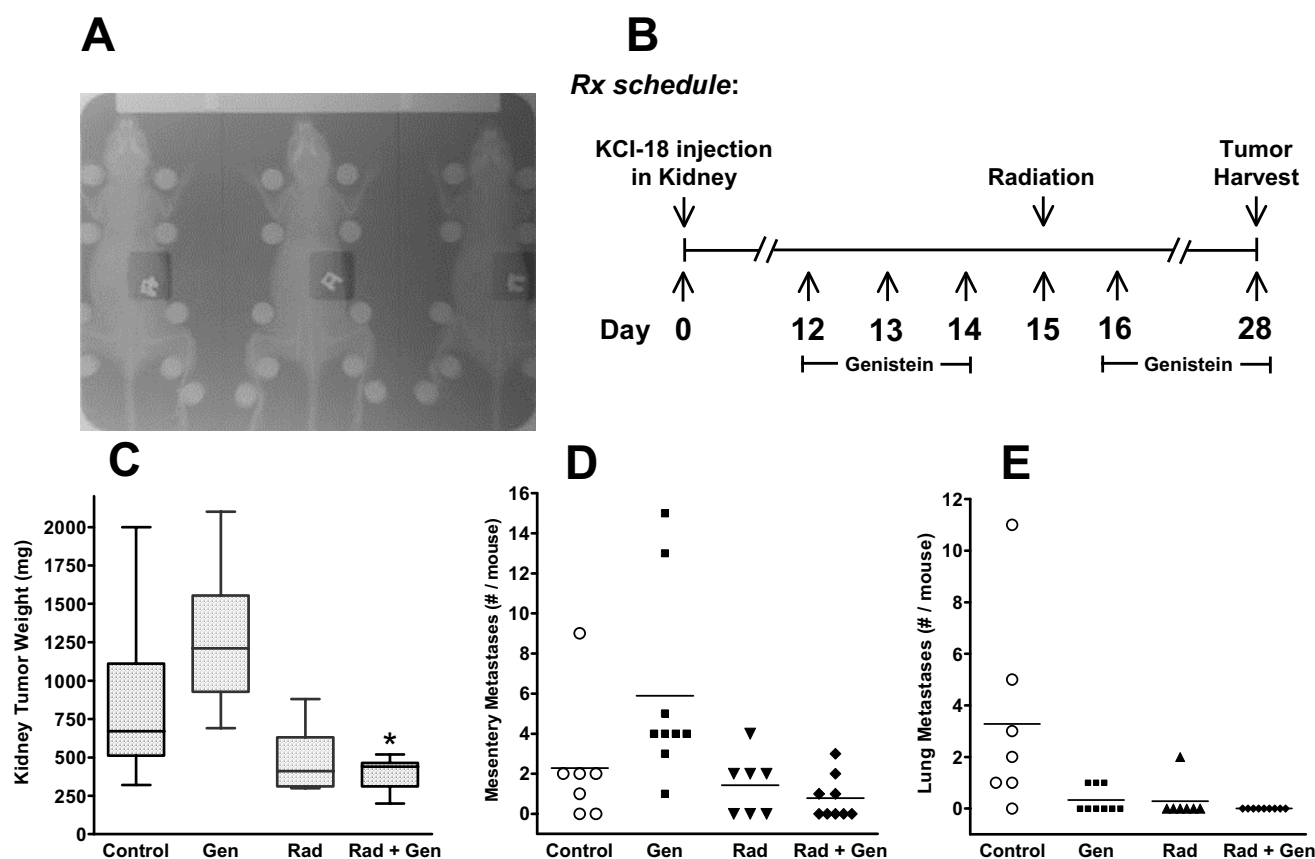 A
B
Rx schedule:
KCI-18 injection
in Kidney
Radiation
Tumor
Harvest
Day 0 12 13 14 15 16 28
Genistein Genistein
C
Kidney Tumor Weight (mg)
2000
1750
1500
1250
1000
750
500
250
0
*
Control Gen Rad Rad + Gen
D
Mesentery Metastases (# / mouse)
16
14
12
10
8
6
4
2
0
Control Gen Rad Rad + Gen
E
Lung Metastases (# / mouse)
12
10
8
6
4
2
0
Control Gen Rad Rad + Gen